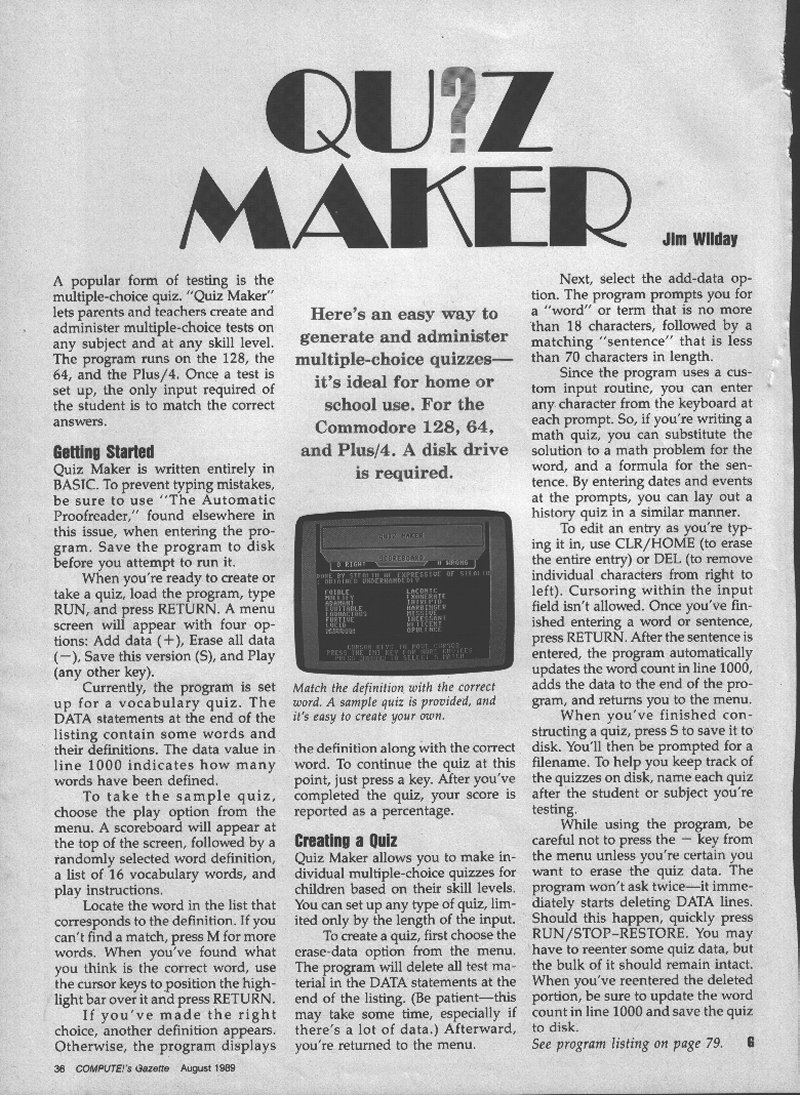 QU?Z
MAKER
Jim Wilday
A popular form of testing is the
multiple-choice quiz. “Quiz Maker”
lets parents and teachers create and
administer multiple-choice tests on
any subject and at any skill level.
The program runs on the 128, the
64, and the Plus/4. Once a test is
set up, the only input required of
the student is to match the correct
answers.
Getting Started
Quiz Maker is written entirely in
BASIC. To prevent typing mistakes,
be sure to use “The Automatic
Proofreader,” found elsewhere in
this issue, when entering the pro-
gram. Save the program to disk
before you attempt to run it.
When you’re ready to create or
take a quiz, load the program, type
RUN, and press RETURN. A menu
screen will appear with four op-
tions: Add data (+), Erase all data
(−), Save this version (S), and Play
(any other key).
Currently, the program is set
up for a vocabulary quiz. The
DATA statements at the end of the
listing contain some words and
their definitions. The data value in
line 1000 indicates how many
words have been defined.
To take the sample quiz,
choose the play option from the
menu. A scoreboard will appear at
the top of the screen, followed by a
randomly selected word definition,
a list of 16 vocabulary words, and
play instructions.
Locate the word in the list that
corresponds to the definition. If you
can’t find a match, press M for more
words. When you’ve found what
you think is the correct word, use
the cursor keys to position the high-
light bar over it and press RETURN.
If you’ve made the right
choice, another definition appears.
Otherwise, the program displays
Here’s an easy way to
generate and administer
multiple-choice quizzes—
it’s ideal for home or
school use. For the
Commodore 128, 64,
and Plus/4. A disk drive
is required.
QUIZ MAKER
SCOREBOARD
0 RIGHT 0 WRONG
DONE BY STEALTH OR EXPRESSIVE OF STEALTH
OBTAINED UNDERHANDEDLY
FOIBLE LACONIC
MOLLIFY EXONERATE
ADAMANT INTREPID
EQUITABLE HARBINGER
LOQUACIOUS MISSIVE
FURTIVE INCESSANT
LUCID RETICENT
OPULENCE
Match the definition with the correct
word. A sample quiz is provided, and
it’s easy to create your own.
the definition along with the correct
word. To continue the quiz at this
point, just press a key. After you’ve
completed the quiz, your score is
reported as a percentage.
Creating a Quiz
Quiz Maker allows you to make in-
dividual multiple-choice quizzes for
children based on their skill levels.
You can set up any type of quiz, lim-
ited only by the length of the input.
To create a quiz, first choose the
erase-data option from the menu.
The program will delete all test ma-
terial in the DATA statements at the
end of the listing. (Be patient—this
may take some time, especially if
there’s a lot of data.) Afterward,
you’re returned to the menu.
Next, select the add-data op-
tion. The program prompts you for
a “word” or term that is no more
than 18 characters, followed by a
matching “sentence” that is less
than 70 characters in length.
Since the program uses a cus-
tom input routine, you can enter
any character from the keyboard at
each prompt. So, if you’re writing a
math quiz, you can substitute the
solution to a math problem for the
word, and a formula for the sen-
tence. By entering dates and events
at the prompts, you can lay out a
history quiz in a similar manner.
To edit an entry as you’re typ-
ing it in, use CLR/HOME (to erase
the entire entry) or DEL (to remove
individual characters from right to
left). Cursoring within the input
field isn’t allowed. Once you’ve fin-
ished entering a word or sentence,
press RETURN. After the sentence is
entered, the program automatically
updates the word count in line 1000,
adds the data to the end of the pro-
gram, and returns you to the menu.
When you’ve finished con-
structing a quiz, press S to save it to
disk. You’ll then be prompted for a
filename. To help you keep track of
the quizzes on disk, name each quiz
after the student or subject you’re
testing.
While using the program, be
careful not to press the − key from
the menu unless you’re certain you
want to erase the quiz data. The
program won’t ask twice—it imme-
diately starts deleting DATA lines.
Should this happen, quickly press
RUN/STOP–RESTORE. You may
have to reenter some quiz data, but
the bulk of it should remain intact.
When you’ve reentered the deleted
portion, be sure to update the word
count in line 1000 and save the quiz
to disk.
See program listing on page 79. G
36 COMPUTE!’s Gazette August 1989